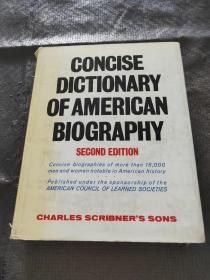 CONCISE
DICTIONARY
OF AMERICAN
BIOGRAPHY
SECOND EDITION
Concise biographies of more than 16,000
men and women notable in American history
Published under the sponsorship of the
AMERICAN COUNCIL OF LEARNED SOCIETIES
CHARLES SCRIBNER'S SONS